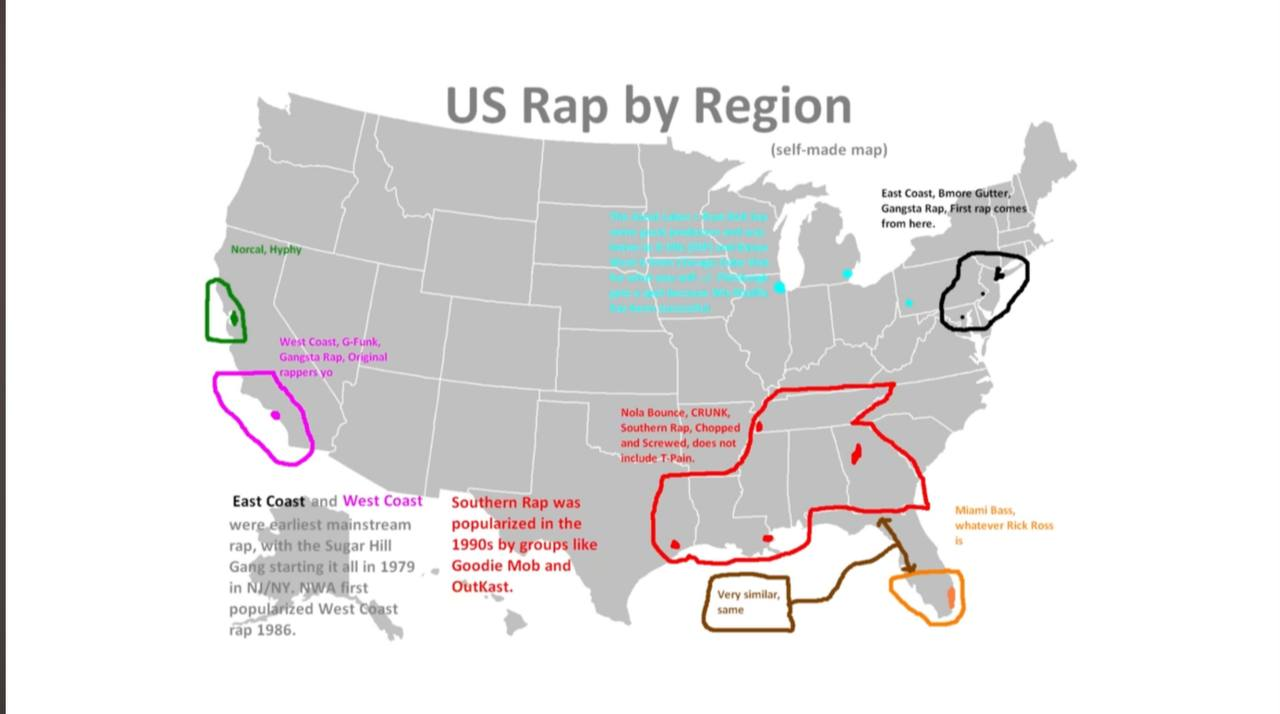 US Rap by Region
(self-made map)
East Coast, Bmore Gutter,
Gangsta Rap, First rap comes
from here.
Norcal, Hyphy
West Coast, G-Funk,
Gangsta Rap, Original
rappers yo
Nola Bounce, CRUNK,
Southern Rap, Chopped
and Screwed, does not
include T-Pain.
East Coast and West Coast
were earliest mainstream
rap, with the Sugar Hill
Gang starting it all in 1979
in NJ/NY. NWA first
popularized West Coast
rap 1986.
Southern Rap was
popularized in the
1990s by groups like
Goodie Mob and
OutKast.
Miami Bass,
whatever Rick Ross
is
Very similar,
same